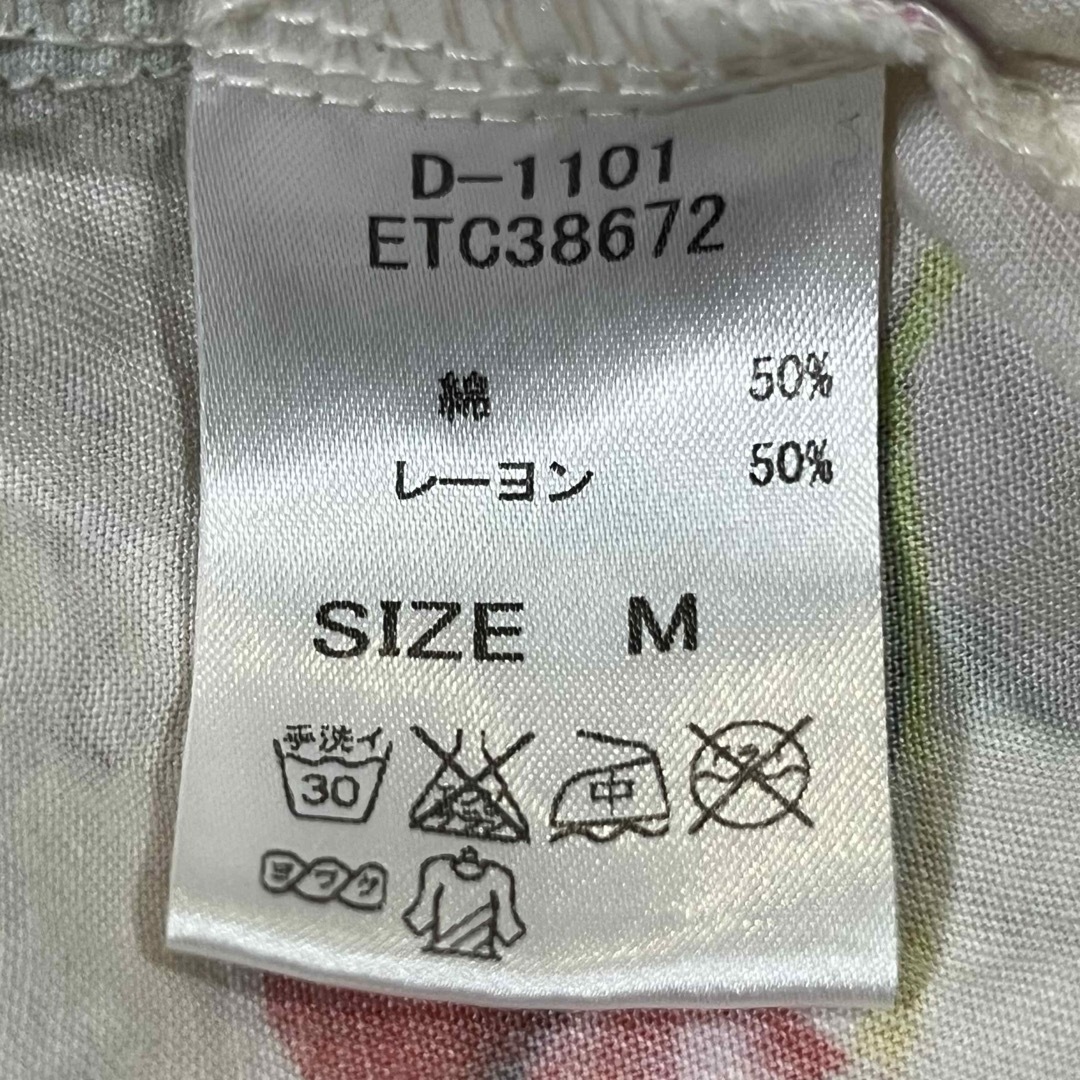 D-1101
ETC38672
綿 50%
レーヨン 50%
SIZE M
手洗イ
30
中
ヨワク